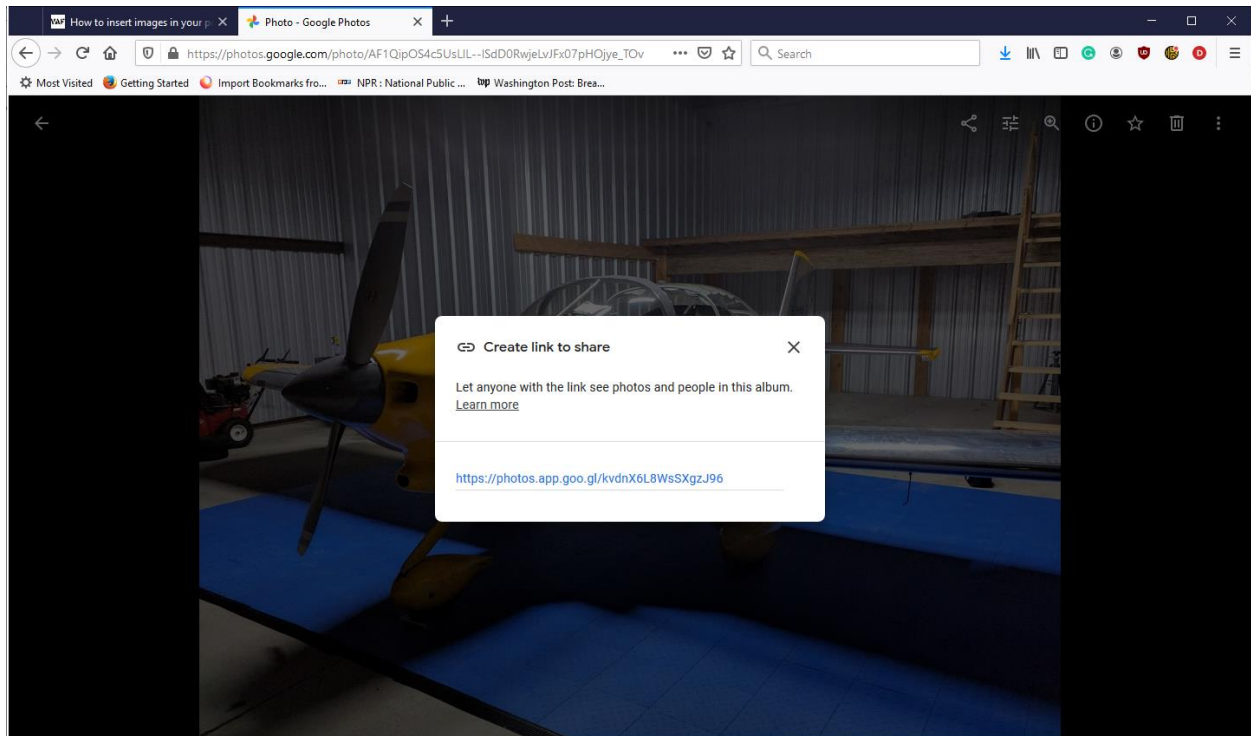 VAF How to insert images in your p
Photo - Google Photos
https://photos.google.com/photo/AF1QipOS4c5UsLIL--ISdD0RwjeLvJFx07pHOjye_TOv
Search
Most Visited
Getting Started
Import Bookmarks fro...
NPR : National Public ...
Washington Post: Brea...
Create link to share
Let anyone with the link see photos and people in this album.
Learn more
https://photos.app.goo.gl/kvdnX6L8WsSXgzJ96